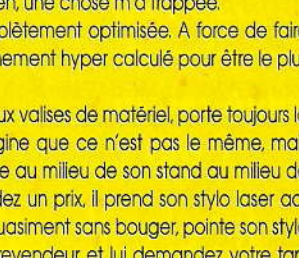 en, une chose m'a frappée.
plètement optimisée. A force de faire
nement hyper calculé pour être le plu
ux valises de matériel, porte toujours l
gine que ce n'est pas le même, ma
e au milieu de son stand au milieu d
dez un prix, il prend son stylo laser ac
uasiment sans bouger, pointe son styl
revendeur et lui demandez votre tar